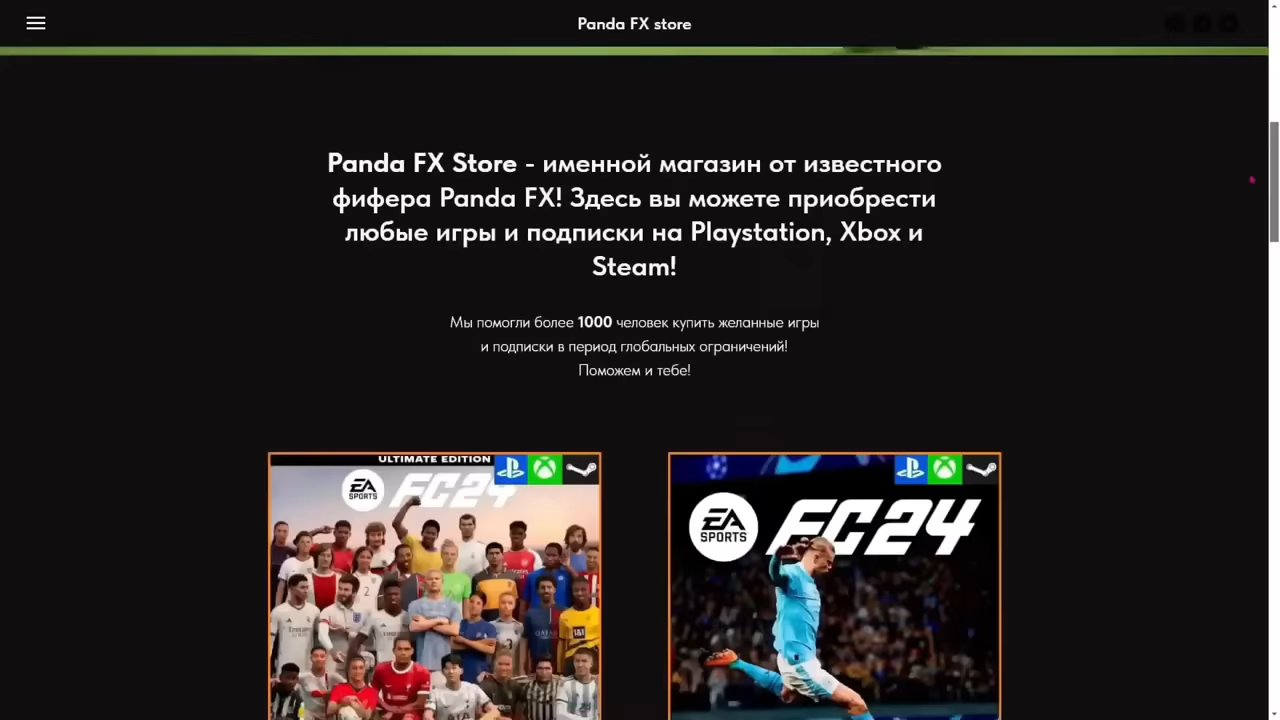 Panda FX store
Panda FX Store - именной магазин от известного
фифера Panda FX! Здесь вы можете приобрести
любые игры и подписки на Playstation, Xbox и
Steam!
Мы помогли более 1000 человек купить желанные игры
и подписки в период глобальных ограничений!
Поможем и тебе!
ULTIMATE EDITION
EA SPORTS FC24
EA SPORTS FC24